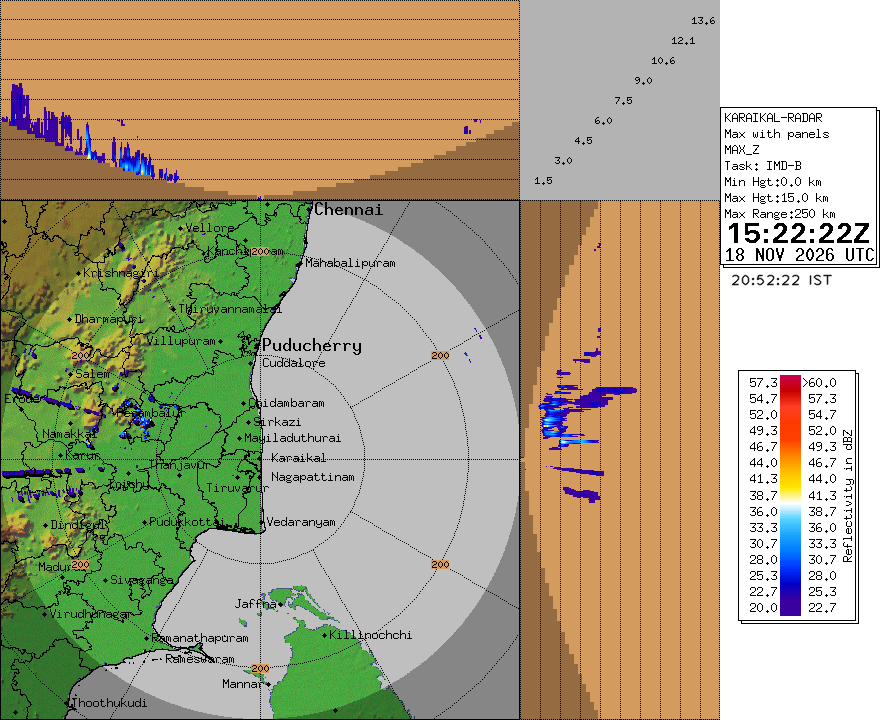 13.6
12.1
10.6
9.0
7.5
6.0
4.5
3.0
1.5
KARAIKAL-RADAR
Max with panels
MAX_Z
Task: IMD-B
Min Hgt:0.0 km
Max Hgt:15.0 km
Max Range:250 km
15:22:22Z
18 NOV 2026 UTC
20:52:22 IST
Chennai
Vellore
200
Mahabalipuram
Krishnagiri
Thiruvannamalai
Dharmapuri
Villupuram
Puducherry
200
200
Cuddalore
Salem
Erode
Chidambaram
Perambalur
Sirkazi
Namakkal
Mayiladuthurai
Karur
Karaikal
Thanjavur
Nagapattinam
Tiruvarur
Dindigul
Pudukkottai
Vedaranyam
200
200
Sivaganga
Jaffna
Virudhunagar
Killinochchi
Ramanathapuram
Rameswaram
200
Mannar
Thoothukudi
57.3 >60.0
54.7 57.3
52.0 54.7
49.3 52.0
46.7 49.3
44.0 46.7
41.3 44.0
38.7 41.3
36.0 38.7
33.3 36.0
30.7 33.3
28.0 30.7
25.3 28.0
22.7 25.3
20.0 22.7
Reflectivity in dBZ